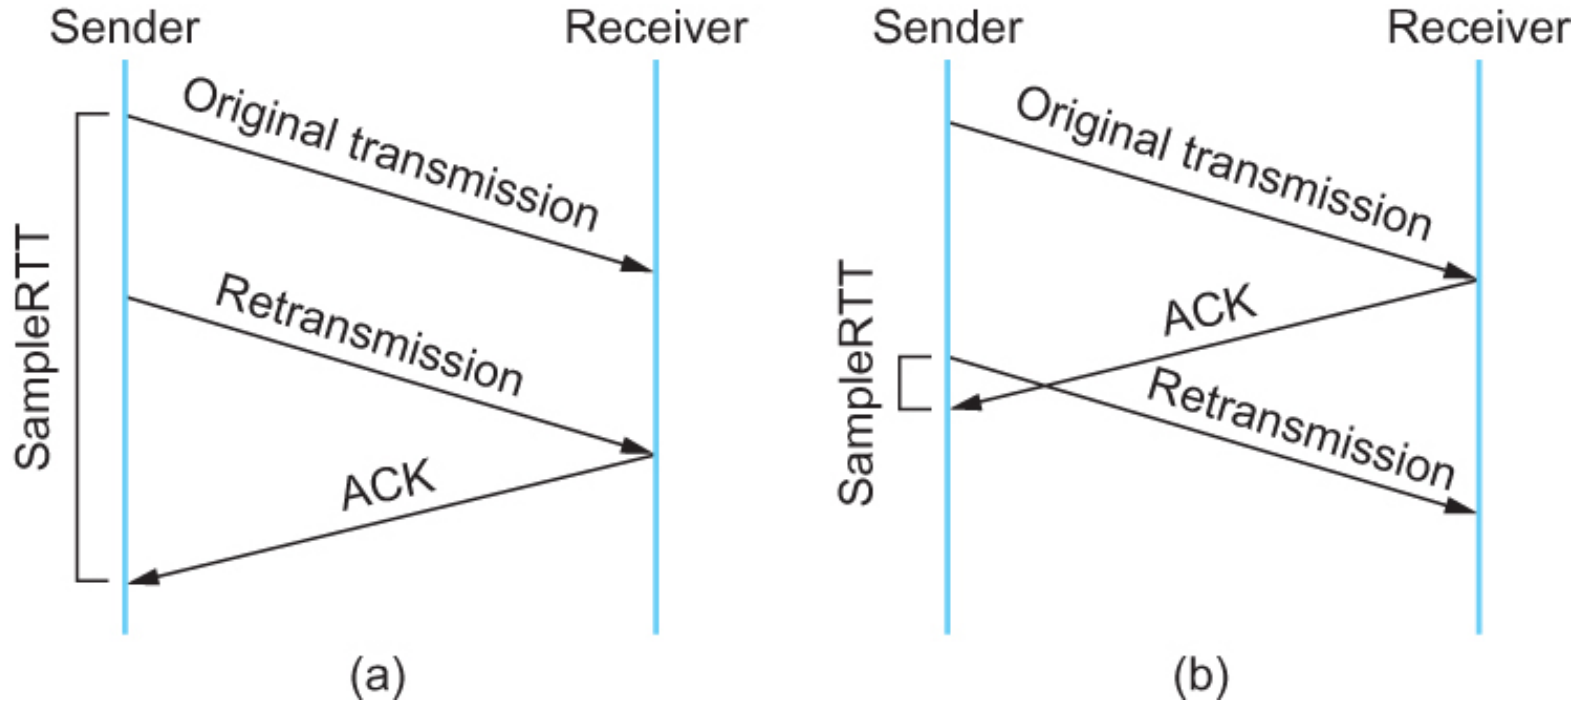 Sender
Receiver
SampleRTT
Original transmission
Retransmission
ACK
(a)
Sender
Receiver
SampleRTT
Original transmission
ACK
Retransmission
(b)